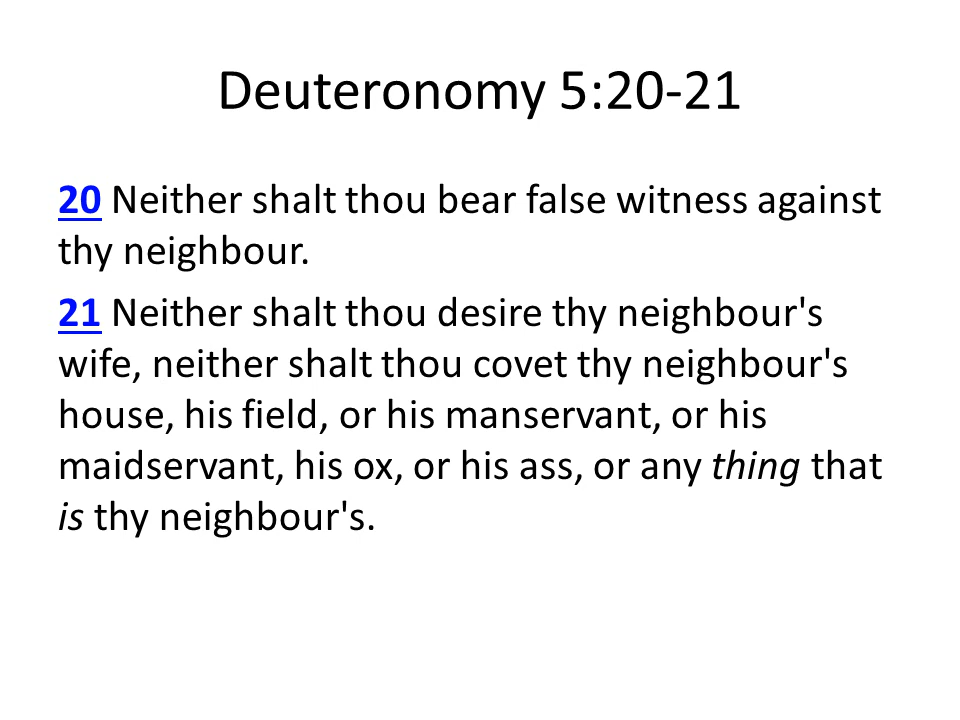 Deuteronomy 5:20-21
20 Neither shalt thou bear false witness against
thy neighbour.
21 Neither shalt thou desire thy neighbour's
wife, neither shalt thou covet thy neighbour's
house, his field, or his manservant, or his
maidservant, his ox, or his ass, or any thing that
is thy neighbour's.